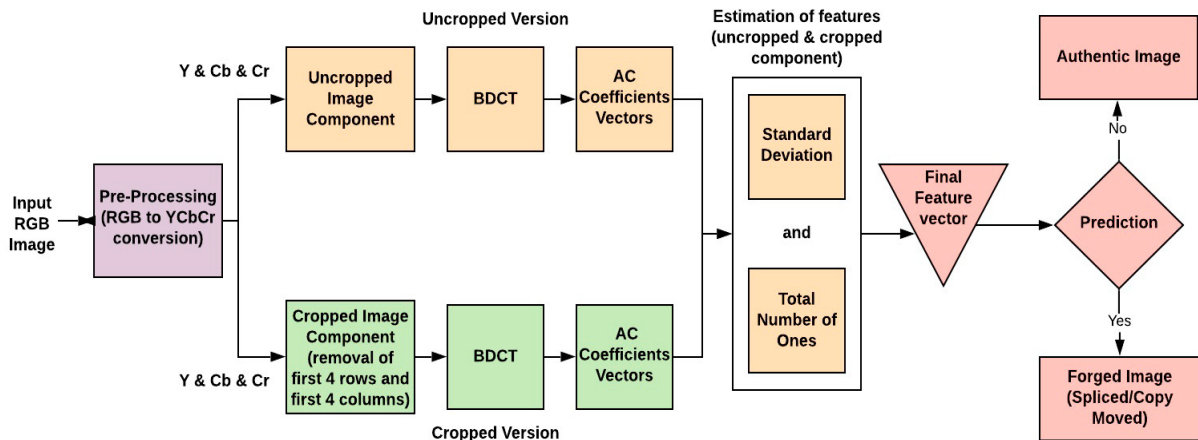 Uncropped Version
Estimation of features
(uncropped & cropped
component)
Y & Cb & Cr
Uncropped
Image
Component
BDCT
AC
Coefficients
Vectors
Input
RGB
Image
Pre-Processing
(RGB to YCbCr
conversion)
Y & Cb & Cr
Cropped Image
Component
(removal of
first 4 rows and
first 4 columns)
BDCT
AC
Coefficients
Vectors
Cropped Version
Standard
Deviation
and
Total
Number of
Ones
Final
Feature
vector
Prediction
No
Authentic Image
Yes
Forged Image
(Spliced/Copy
Moved)